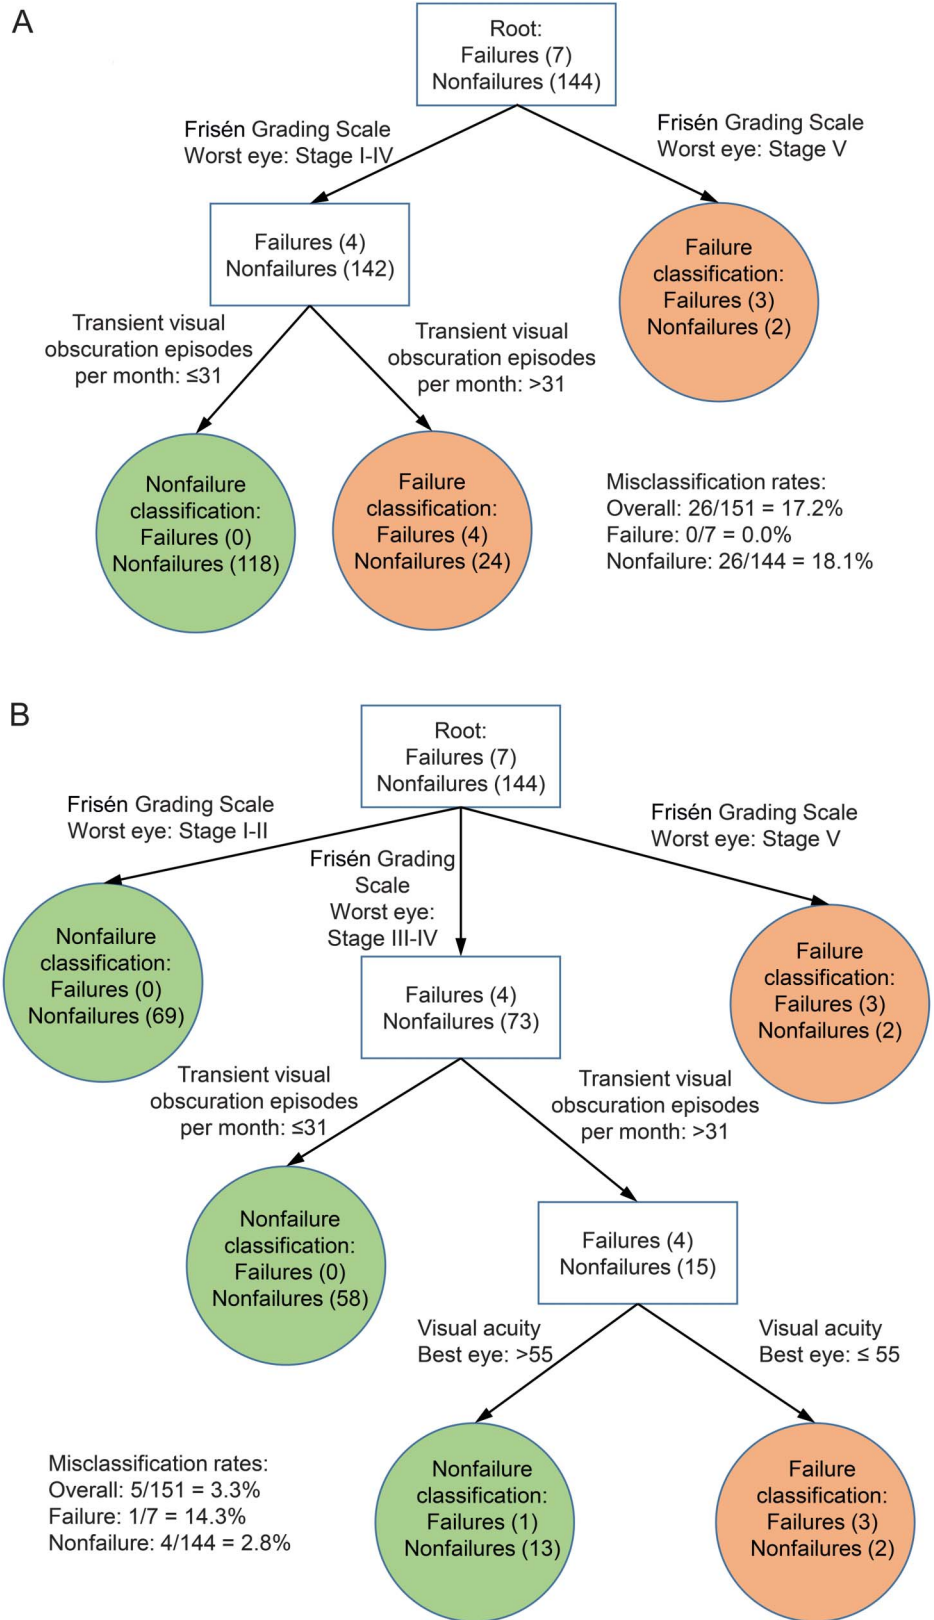 A
Root:
Failures (7)
Nonfailures (144)
Frisén Grading Scale
Worst eye: Stage I-IV
Frisén Grading Scale
Worst eye: Stage V
Failures (4)
Nonfailures (142)
Failure
classification:
Failures (3)
Nonfailures (2)
Transient visual
obscuration episodes
per month: ≤31
Transient visual
obscuration episodes
per month: >31
Nonfailure
classification:
Failures (0)
Nonfailures (118)
Failure
classification:
Failures (4)
Nonfailures (24)
Misclassification rates:
Overall: 26/151 = 17.2%
Failure: 0/7 = 0.0%
Nonfailure: 26/144 = 18.1%
B
Root:
Failures (7)
Nonfailures (144)
Frisén Grading Scale
Worst eye: Stage I-II
Frisén Grading
Scale
Worst eye:
Stage III-IV
Frisén Grading Scale
Worst eye: Stage V
Nonfailure
classification:
Failures (0)
Nonfailures (69)
Failures (4)
Nonfailures (73)
Failure
classification:
Failures (3)
Nonfailures (2)
Transient visual
obscuration episodes
per month: ≤31
Transient visual
obscuration episodes
per month: >31
Nonfailure
classification:
Failures (0)
Nonfailures (58)
Failures (4)
Nonfailures (15)
Visual acuity
Best eye: >55
Visual acuity
Best eye: ≤ 55
Misclassification rates:
Overall: 5/151 = 3.3%
Failure: 1/7 = 14.3%
Nonfailure: 4/144 = 2.8%
Nonfailure
classification:
Failures (1)
Nonfailures (13)
Failure
classification:
Failures (3)
Nonfailures (2)